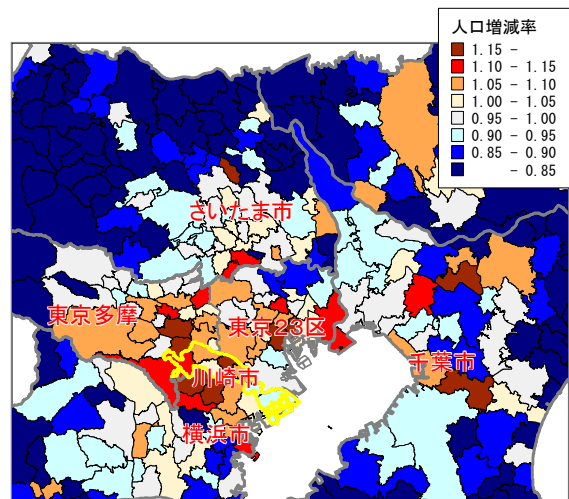 人口増減率
1.15 -
1.10 - 1.15
1.05 - 1.10
1.00 - 1.05
0.95 - 1.00
0.90 - 0.95
0.85 - 0.90
- 0.85
さいたま市
東京多摩
東京23区
川崎市
千葉市
横浜市